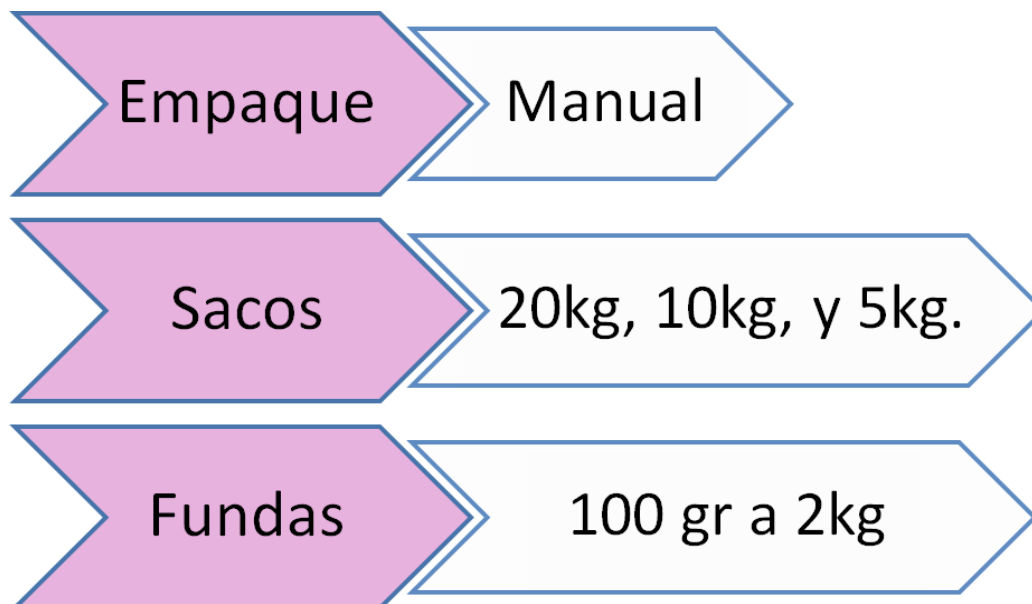 Empaque
Manual
Sacos
20kg, 10kg, y 5kg.
Fundas
100 gr a 2kg